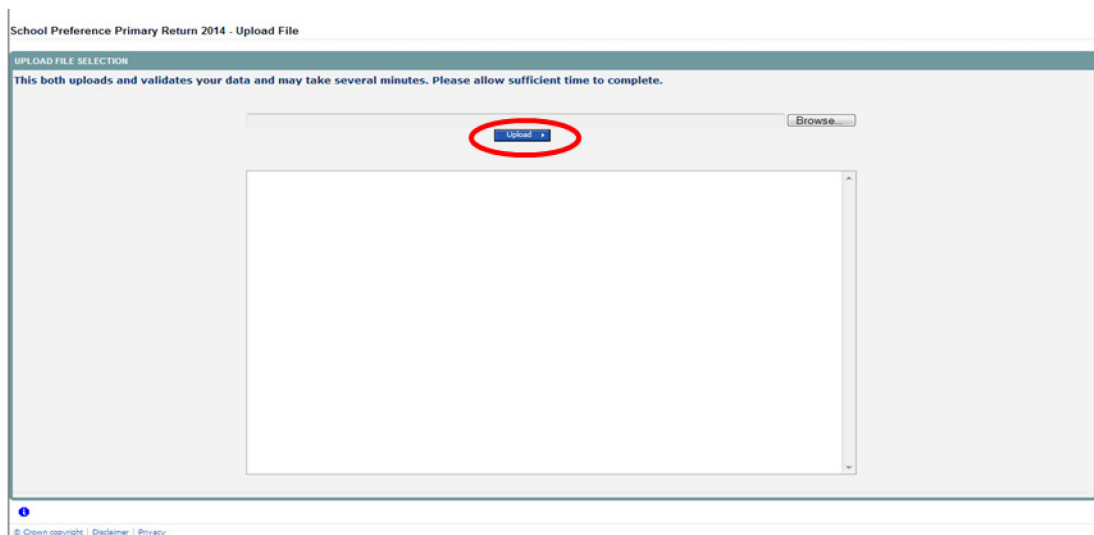 School Preference Primary Return 2014 - Upload File
UPLOAD FILE SELECTION
This both uploads and validates your data and may take several minutes. Please allow sufficient time to complete.
Browse...
Upload
© Crown copyright | Disclaimer | Privacy